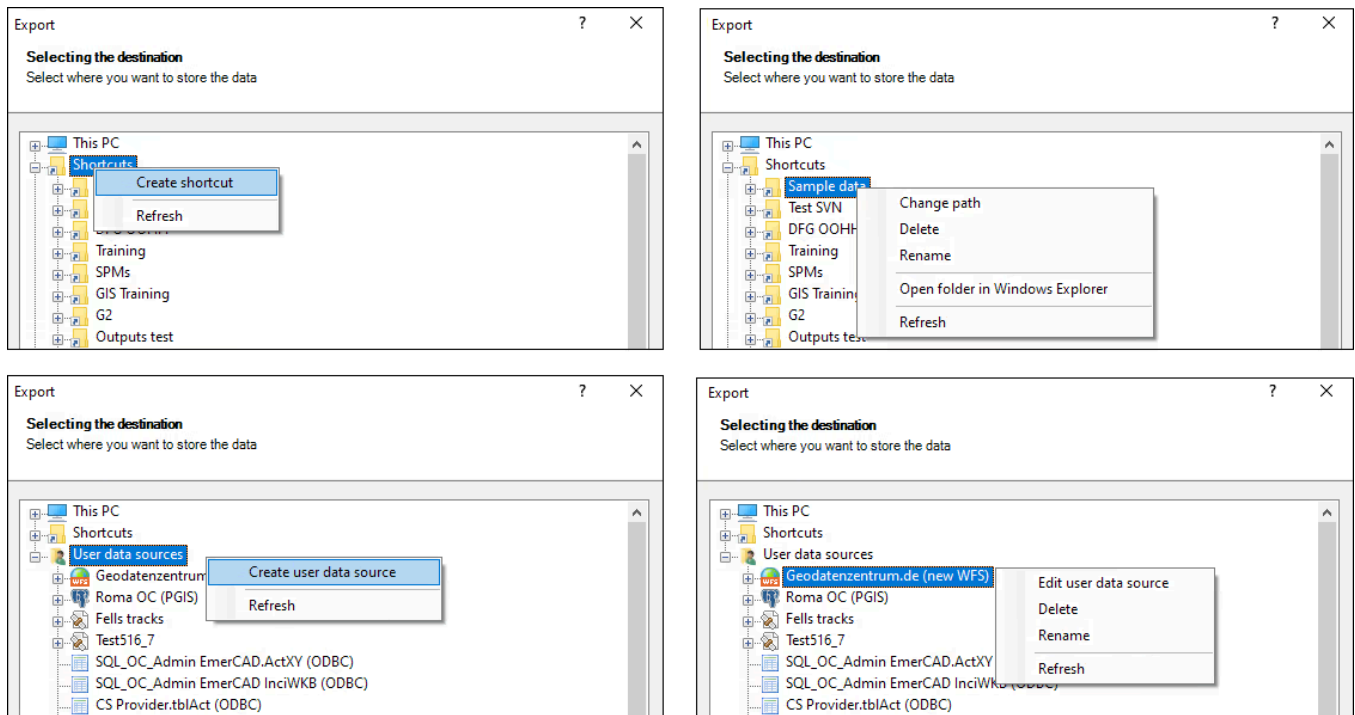 Export ? ×
Selecting the destination
Select where you want to store the data
This PC
Shortcuts
Create shortcut
Refresh
Training
SPMs
GIS Training
G2
Outputs test
Export ? ×
Selecting the destination
Select where you want to store the data
This PC
Shortcuts
Sample data
Change path
Test SVN
Delete
DFG OOHH
Training
Rename
SPMs
Open folder in Windows Explorer
GIS Training
G2
Refresh
Outputs test
Export ? ×
Selecting the destination
Select where you want to store the data
This PC
Shortcuts
User data sources
Geodatenzentrum
Create user data source
Roma OC (PGIS)
Refresh
Fells tracks
Test516_7
SQL_OC_Admin EmerCAD.ActXY (ODBC)
SQL_OC_Admin EmerCAD InciWKB (ODBC)
CS Provider.tblAct (ODBC)
Export ? ×
Selecting the destination
Select where you want to store the data
This PC
Shortcuts
User data sources
Geodatenzentrum.de (new WFS)
Edit user data source
Roma OC (PGIS)
Delete
Fells tracks
Rename
Test516_7
SQL_OC_Admin EmerCAD.ActXY
Refresh
SQL_OC_Admin EmerCAD InciWKB (ODBC)
CS Provider.tblAct (ODBC)